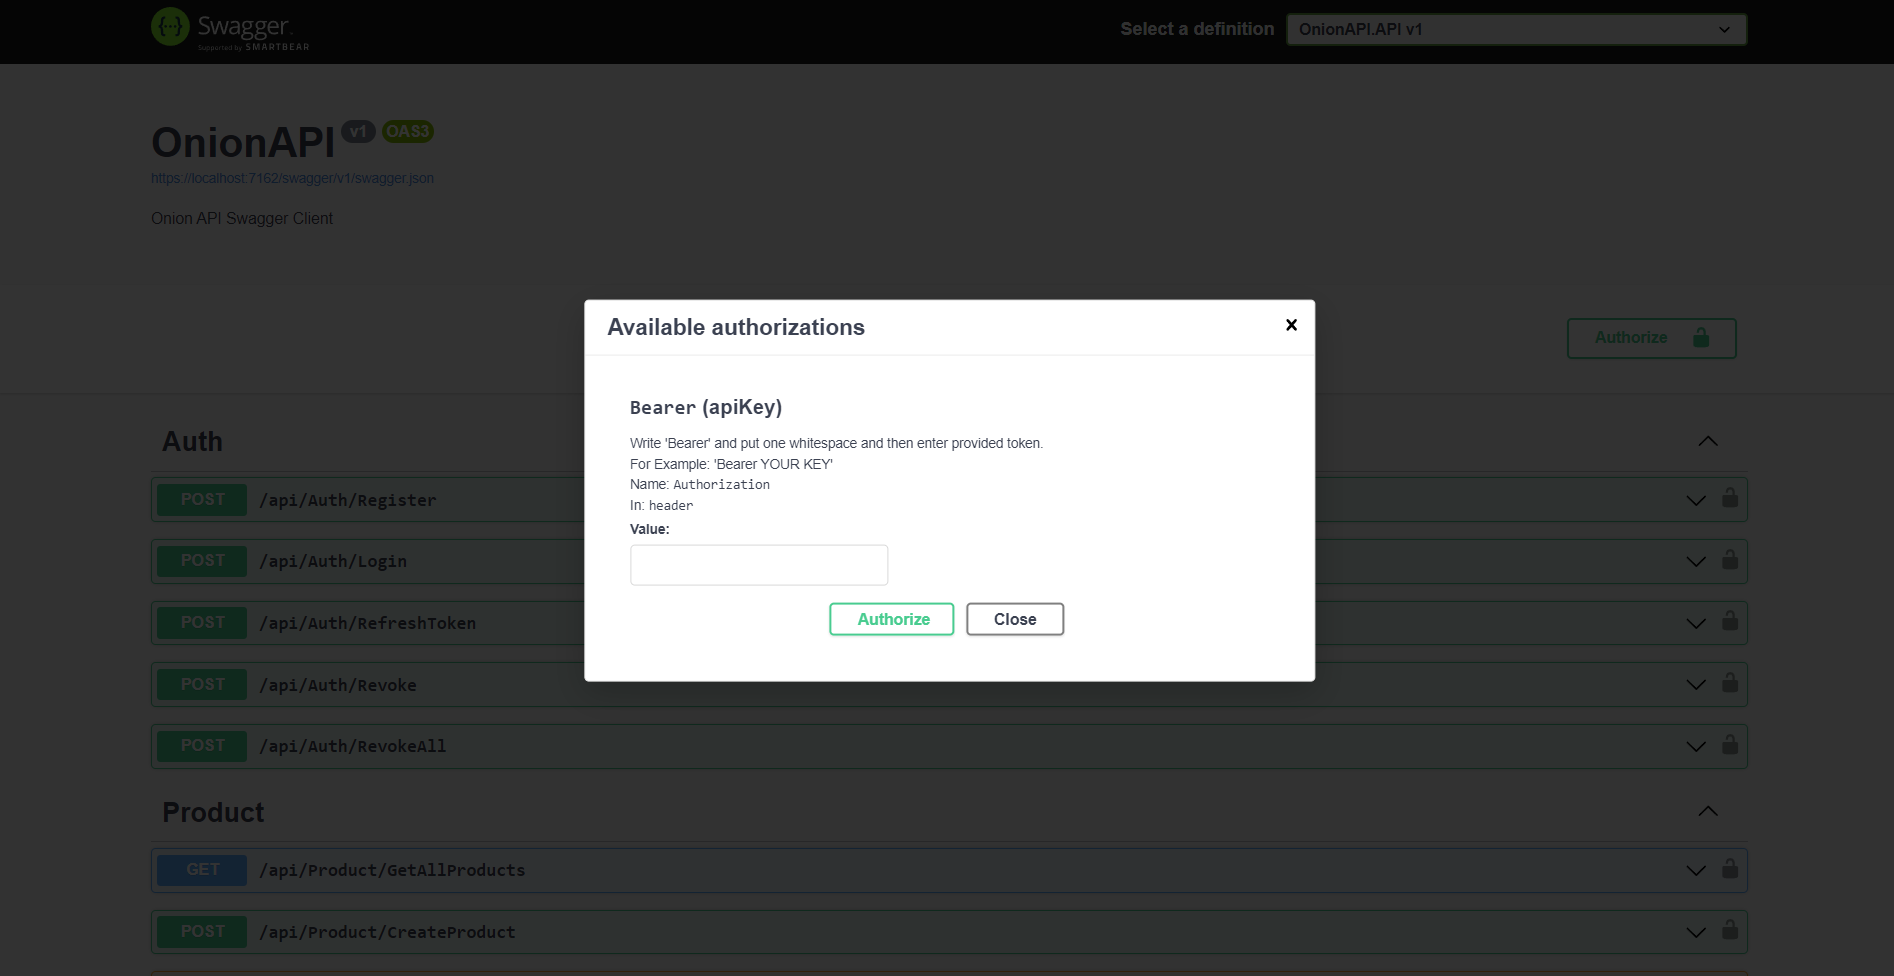 {···} Swagger.
Supported by SMARTBEAR
Select a definition
OnionAPI.API v1
OnionAPI v1 OAS3
https://localhost:7162/swagger/v1/swagger.json
Onion API Swagger Client
Authorize
Available authorizations
×
Bearer (apiKey)
Write 'Bearer' and put one whitespace and then enter provided token.
For Example: 'Bearer YOUR KEY'
Name: Authorization
In: header
Value:
Authorize
Close
Auth
POST /api/Auth/Register
POST /api/Auth/Login
POST /api/Auth/RefreshToken
POST /api/Auth/Revoke
POST /api/Auth/RevokeAll
Product
GET /api/Product/GetAllProducts
POST /api/Product/CreateProduct